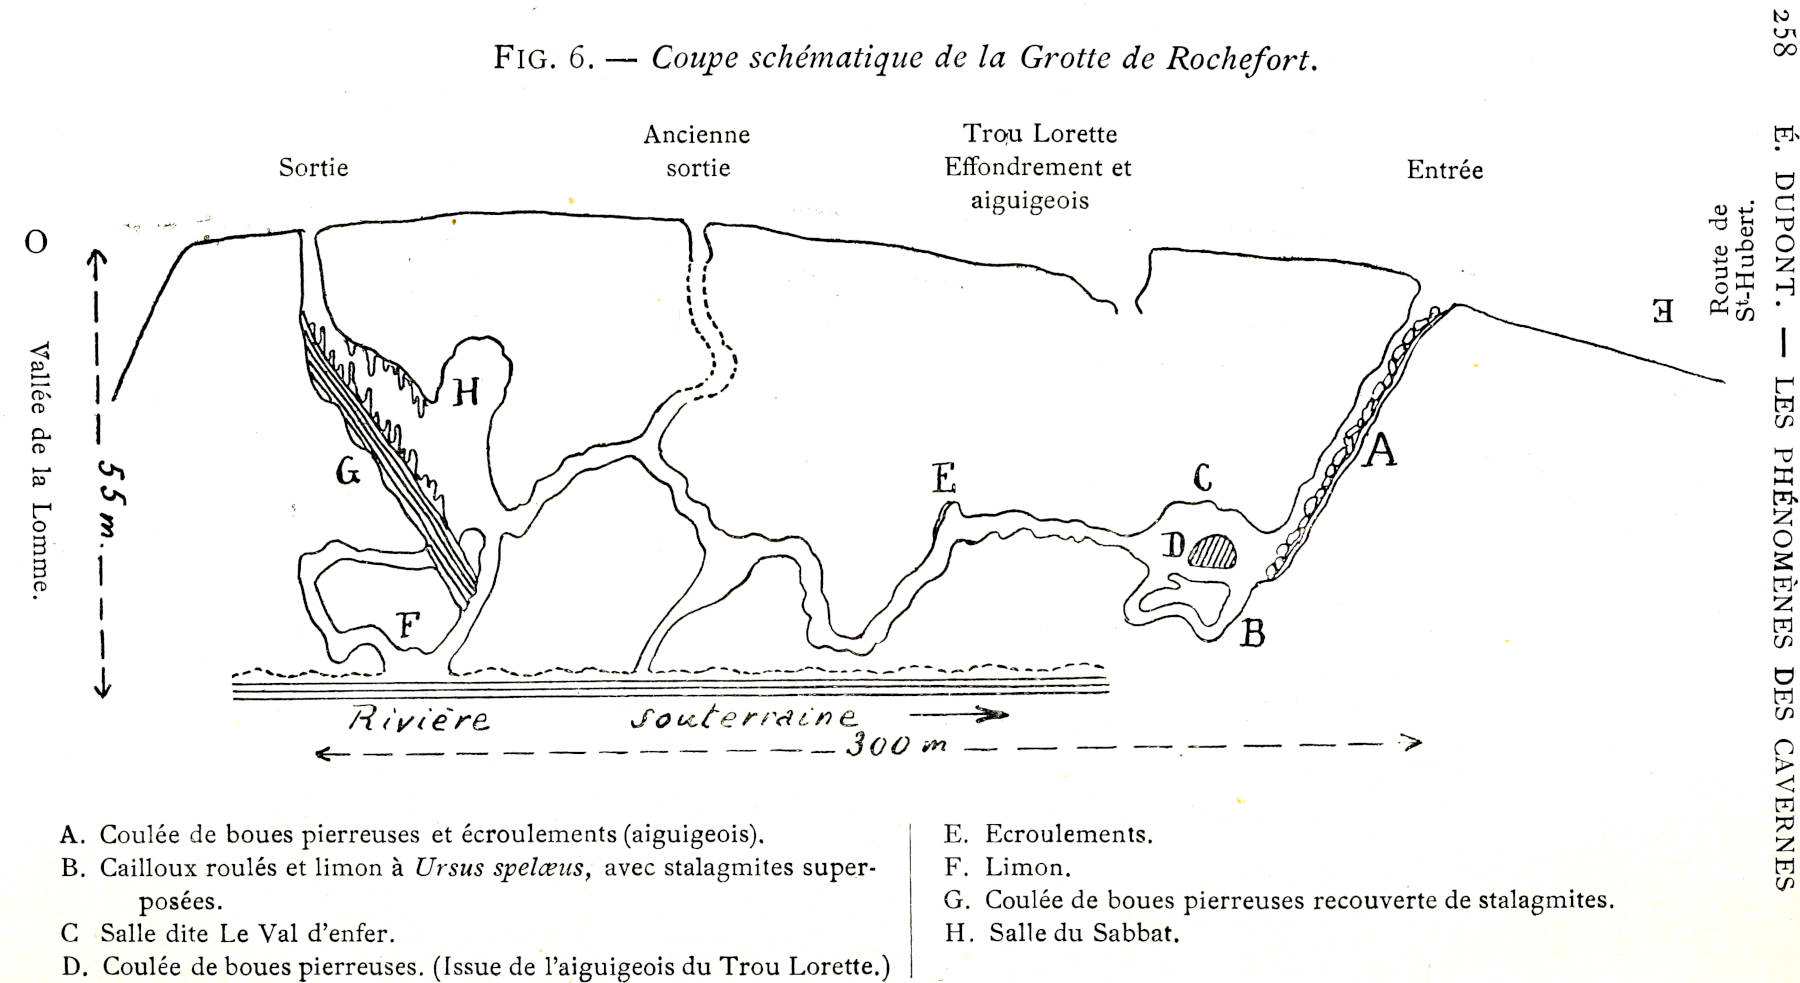 258 É. DUPONT. — LES PHÉNOMÈNES DES CAVERNES
FIG. 6. — Coupe schématique de la Grotte de Rochefort.
Sortie
Ancienne
sortie
Trou Lorette
Effondrement et
aiguigeois
Entrée
Route de
St-Hubert.
O
E
Vallée de la Lomme.
55 m.
H
G
F
E
C
D
B
A
Rivière souterraine
300 m
A. Coulée de boues pierreuses et écroulements (aiguigeois).
B. Cailloux roulés et limon à Ursus spelæus, avec stalagmites super-
posées.
C Salle dite Le Val d'enfer.
D. Coulée de boues pierreuses. (Issue de l'aiguigeois du Trou Lorette.)
E. Ecroulements.
F. Limon.
G. Coulée de boues pierreuses recouverte de stalagmites.
H. Salle du Sabbat.